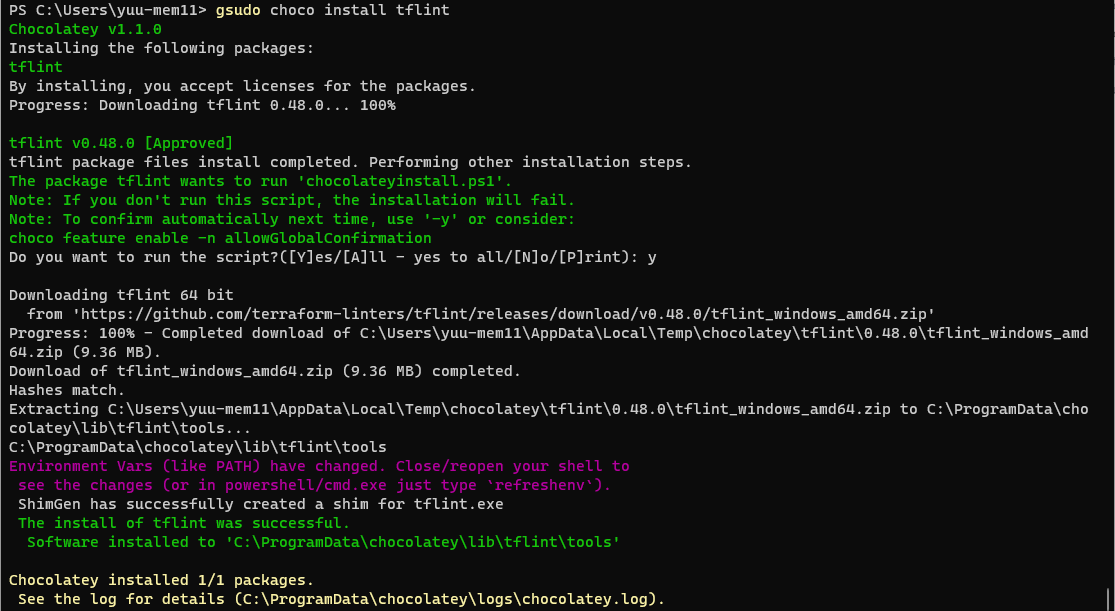 PS C:\Users\yuu-mem11> gsudo choco install tflint
Chocolatey v1.1.0
Installing the following packages:
tflint
By installing, you accept licenses for the packages.
Progress: Downloading tflint 0.48.0... 100%

tflint v0.48.0 [Approved]
tflint package files install completed. Performing other installation steps.
The package tflint wants to run 'chocolateyinstall.ps1'.
Note: If you don't run this script, the installation will fail.
Note: To confirm automatically next time, use '-y' or consider:
choco feature enable -n allowGlobalConfirmation
Do you want to run the script?([Y]es/[A]ll - yes to all/[N]o/[P]rint): y

Downloading tflint 64 bit
  from 'https://github.com/terraform-linters/tflint/releases/download/v0.48.0/tflint_windows_amd64.zip'
Progress: 100% - Completed download of C:\Users\yuu-mem11\AppData\Local\Temp\chocolatey\tflint\0.48.0\tflint_windows_amd
64.zip (9.36 MB).
Download of tflint_windows_amd64.zip (9.36 MB) completed.
Hashes match.
Extracting C:\Users\yuu-mem11\AppData\Local\Temp\chocolatey\tflint\0.48.0\tflint_windows_amd64.zip to C:\ProgramData\cho
colatey\lib\tflint\tools...
C:\ProgramData\chocolatey\lib\tflint\tools
Environment Vars (like PATH) have changed. Close/reopen your shell to
 see the changes (or in powershell/cmd.exe just type `refreshenv`).
 ShimGen has successfully created a shim for tflint.exe
 The install of tflint was successful.
  Software installed to 'C:\ProgramData\chocolatey\lib\tflint\tools'

Chocolatey installed 1/1 packages.
 See the log for details (C:\ProgramData\chocolatey\logs\chocolatey.log).